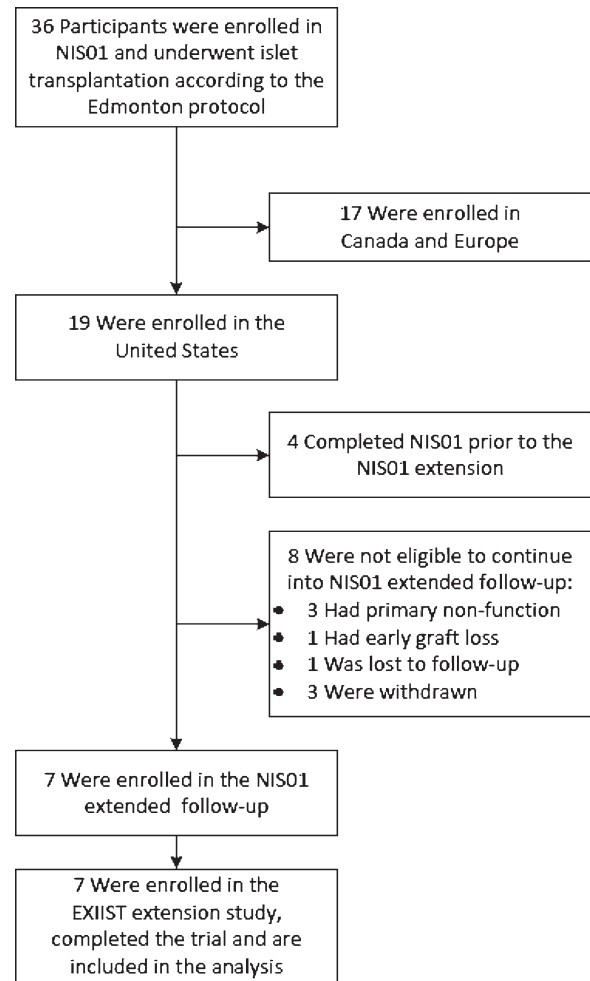 36 Participants were enrolled in
NIS01 and underwent islet
transplantation according to the
Edmonton protocol
17 Were enrolled in
Canada and Europe
19 Were enrolled in the
United States
4 Completed NIS01 prior to the
NIS01 extension
8 Were not eligible to continue
into NIS01 extended follow-up:
• 3 Had primary non-function
• 1 Had early graft loss
• 1 Was lost to follow-up
• 3 Were withdrawn
7 Were enrolled in the NIS01
extended follow-up
7 Were enrolled in the
EXIIST extension study,
completed the trial and are
included in the analysis